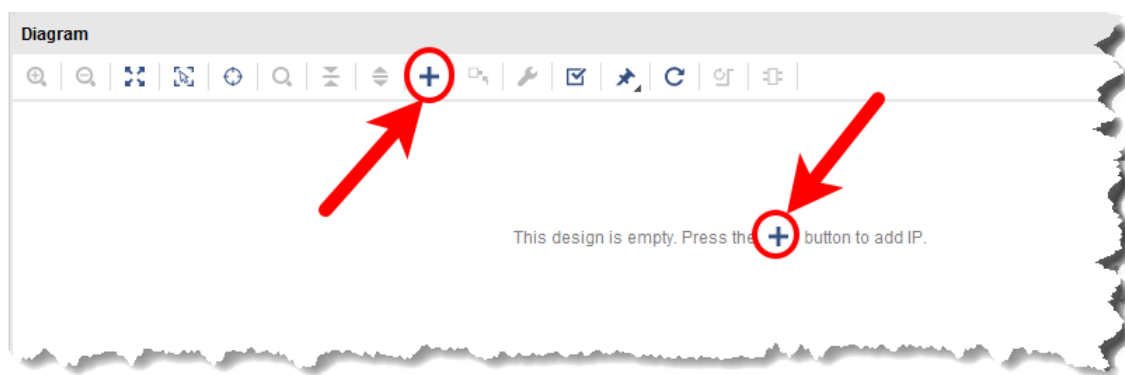 Diagram
This design is empty. Press the + button to add IP.